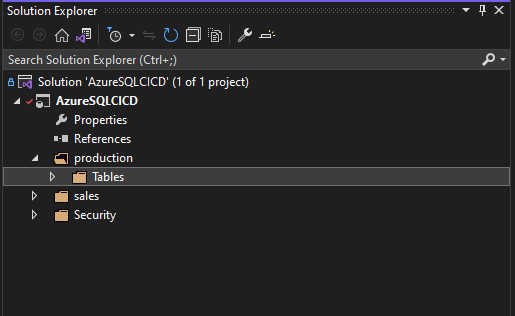 Solution Explorer
Search Solution Explorer (Ctrl+;)
Solution 'AzureSQLCICD' (1 of 1 project)
AzureSQLCICD
Properties
References
production
Tables
sales
Security